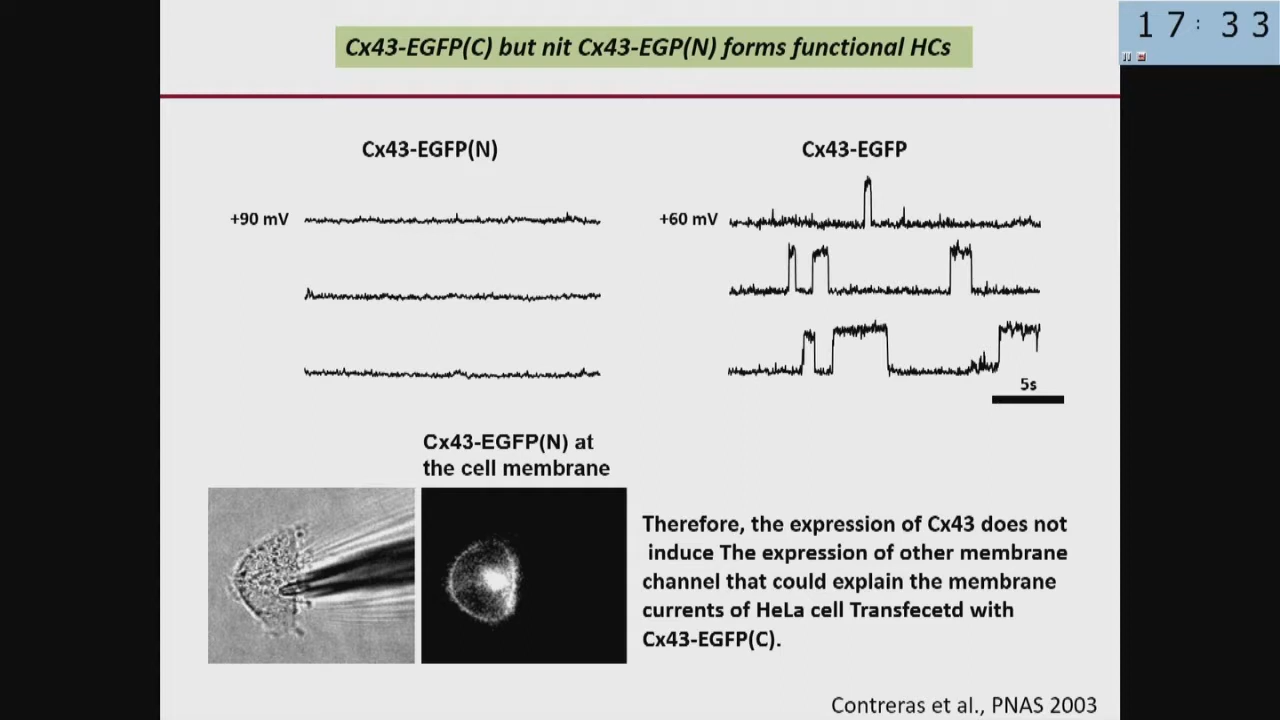 17:33
Cx43-EGFP(C) but nit Cx43-EGP(N) forms functional HCs
Cx43-EGFP(N)
Cx43-EGFP
+90 mV
+60 mV
5s
Cx43-EGFP(N) at
the cell membrane
Therefore, the expression of Cx43 does not
induce The expression of other membrane
channel that could explain the membrane
currents of HeLa cell Transfecetd with
Cx43-EGFP(C).
Contreras et al., PNAS 2003